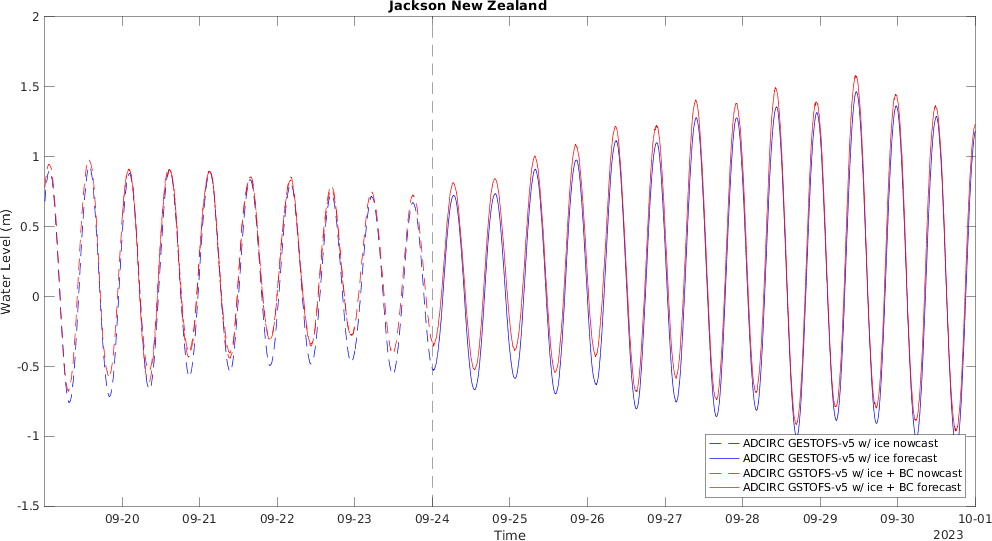 Jackson New Zealand
2
1.5
1
0.5
0
-0.5
-1
-1.5
Water Level (m)
ADCIRC GESTOFS-v5 w/ ice nowcast
ADCIRC GESTOFS-v5 w/ ice forecast
ADCIRC GSTOFS-v5 w/ ice + BC nowcast
ADCIRC GSTOFS-v5 w/ ice + BC forecast
09-20 09-21 09-22 09-23 09-24 09-25 09-26 09-27 09-28 09-29 09-30 10-01
Time
2023